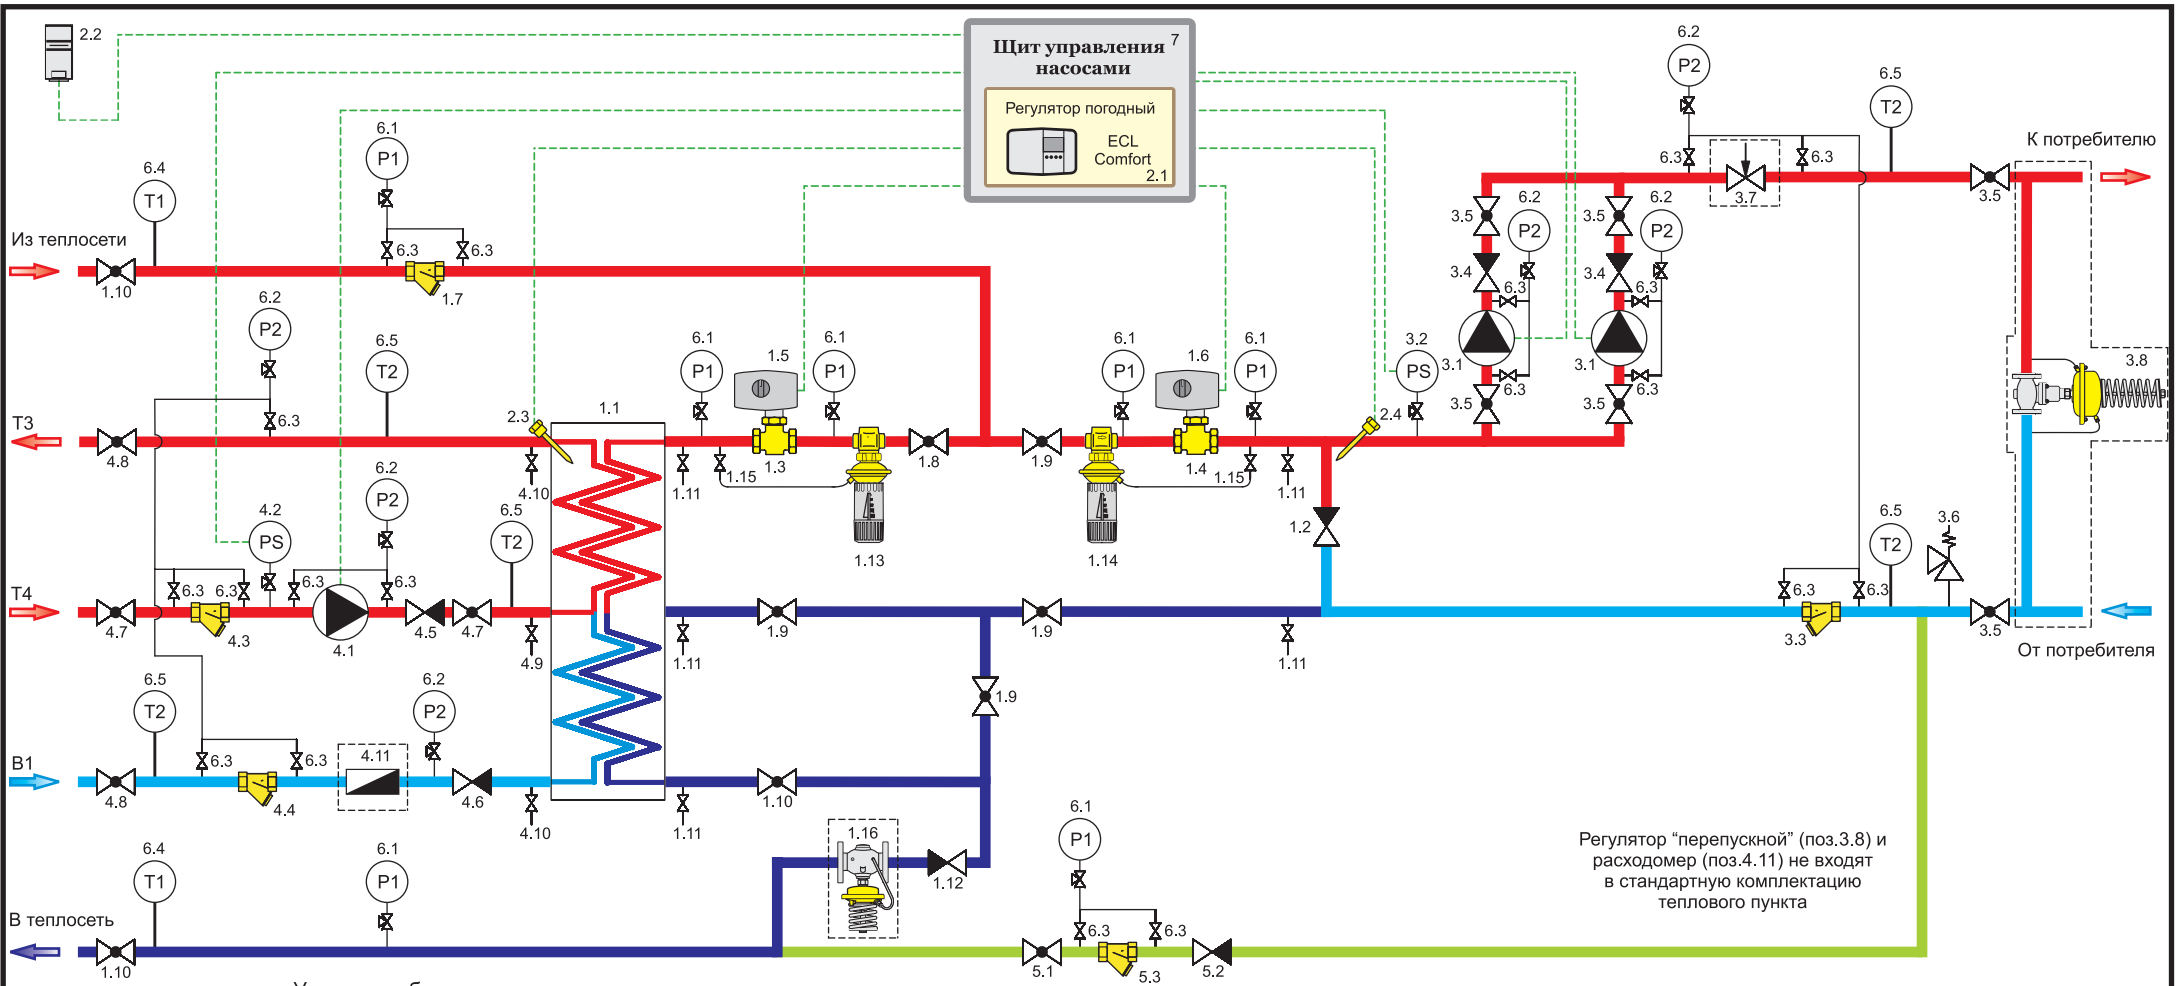 2.2
Щит управления 7
насосами
Регулятор погодный
ECL
Comfort
2.1
6.2
P2
6.5
T2
6.3
6.3
3.7
3.5
К потребителю
6.4
T1
6.1
P1
6.3
6.3
Из теплосети
1.10
1.7
3.5
6.2
P2
3.5
6.2
P2
3.4
3.4
6.3
6.3
3.1
3.1
6.3
6.3
3.5
3.5
6.2
P2
6.5
T2
6.3
2.3
1.1
6.1
P1
1.5
6.1
P1
6.1
P1
1.6
6.1
P1
3.2
PS
2.4
3.8
T3
4.8
4.10
1.11
1.15
1.3
1.8
1.9
1.4
1.15
1.11
1.13
1.14
1.2
6.2
P2
4.2
PS
6.5
T2
6.5
T2
3.6
T4
6.3
6.3
6.3
6.3
4.7
4.3
4.1
4.5
4.7
4.9
1.11
1.9
1.9
1.11
6.3
6.3
3.3
3.5
От потребителя
6.5
T2
6.2
P2
1.9
B1
6.3
6.3
4.11
4.8
4.4
4.6
4.10
1.11
1.10
6.4
T1
6.1
P1
1.16
1.12
6.1
P1
Регулятор “перепускной” (поз.3.8) и
расходомер (поз.4.11) не входят
в стандартную комплектацию
теплового пункта
В теплосеть
1.10
6.3
6.3
5.1
5.3
5.2